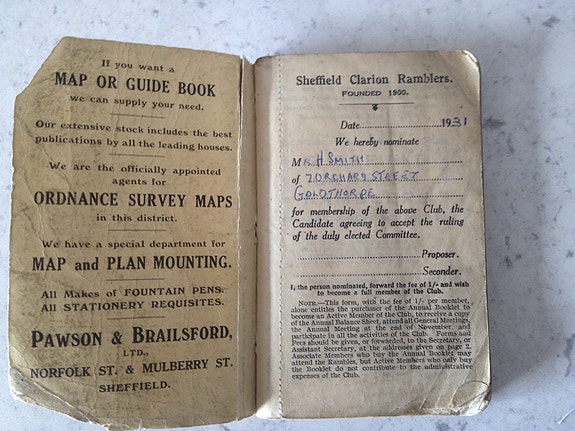 If you want a
MAP OR GUIDE BOOK
we can supply your need.
Our extensive stock includes the best
publications by all the leading houses.
We are the officially appointed
agents for
ORDNANCE SURVEY MAPS
in this district.
We have a special department for
MAP and PLAN MOUNTING.
All Makes of FOUNTAIN PENS.
All STATIONERY REQUISITES.
PAWSON & BRAILSFORD,
LTD.,
NORFOLK ST. & MULBERRY ST.
SHEFFIELD.
Sheffield Clarion Ramblers.
FOUNDED 1900.
Date..............................1931
We hereby nominate
MR H SMITH
of 7 ORCHARD STREET
GOLDTHORPE
for membership of the above Club, the
Candidate agreeing to accept the ruling
of the duly elected Committee.
..............................Proposer.
..............................Seconder.
I, the person nominated, forward the fee of 1/- and wish
to become a full member of the Club.
NOTE.—This form, with the fee of 1/- per member,
alone entitles the purchaser of the Annual Booklet to
become an Active Member of the Club, to receive a copy
of the Annual Balance Sheet, attend all General Meetings,
the Annual Meeting at the end of November, and
participate in all the activities of the Club. Forms and
Fees should be given, or forwarded, to the Secretary, or
Assistant Secretary, at the addresses given on page 2.
Associate Members who buy the Annual Booklet may
attend the Rambles, but Active Members who only buy
the Booklet do not contribute to the administrative
expenses of the Club.